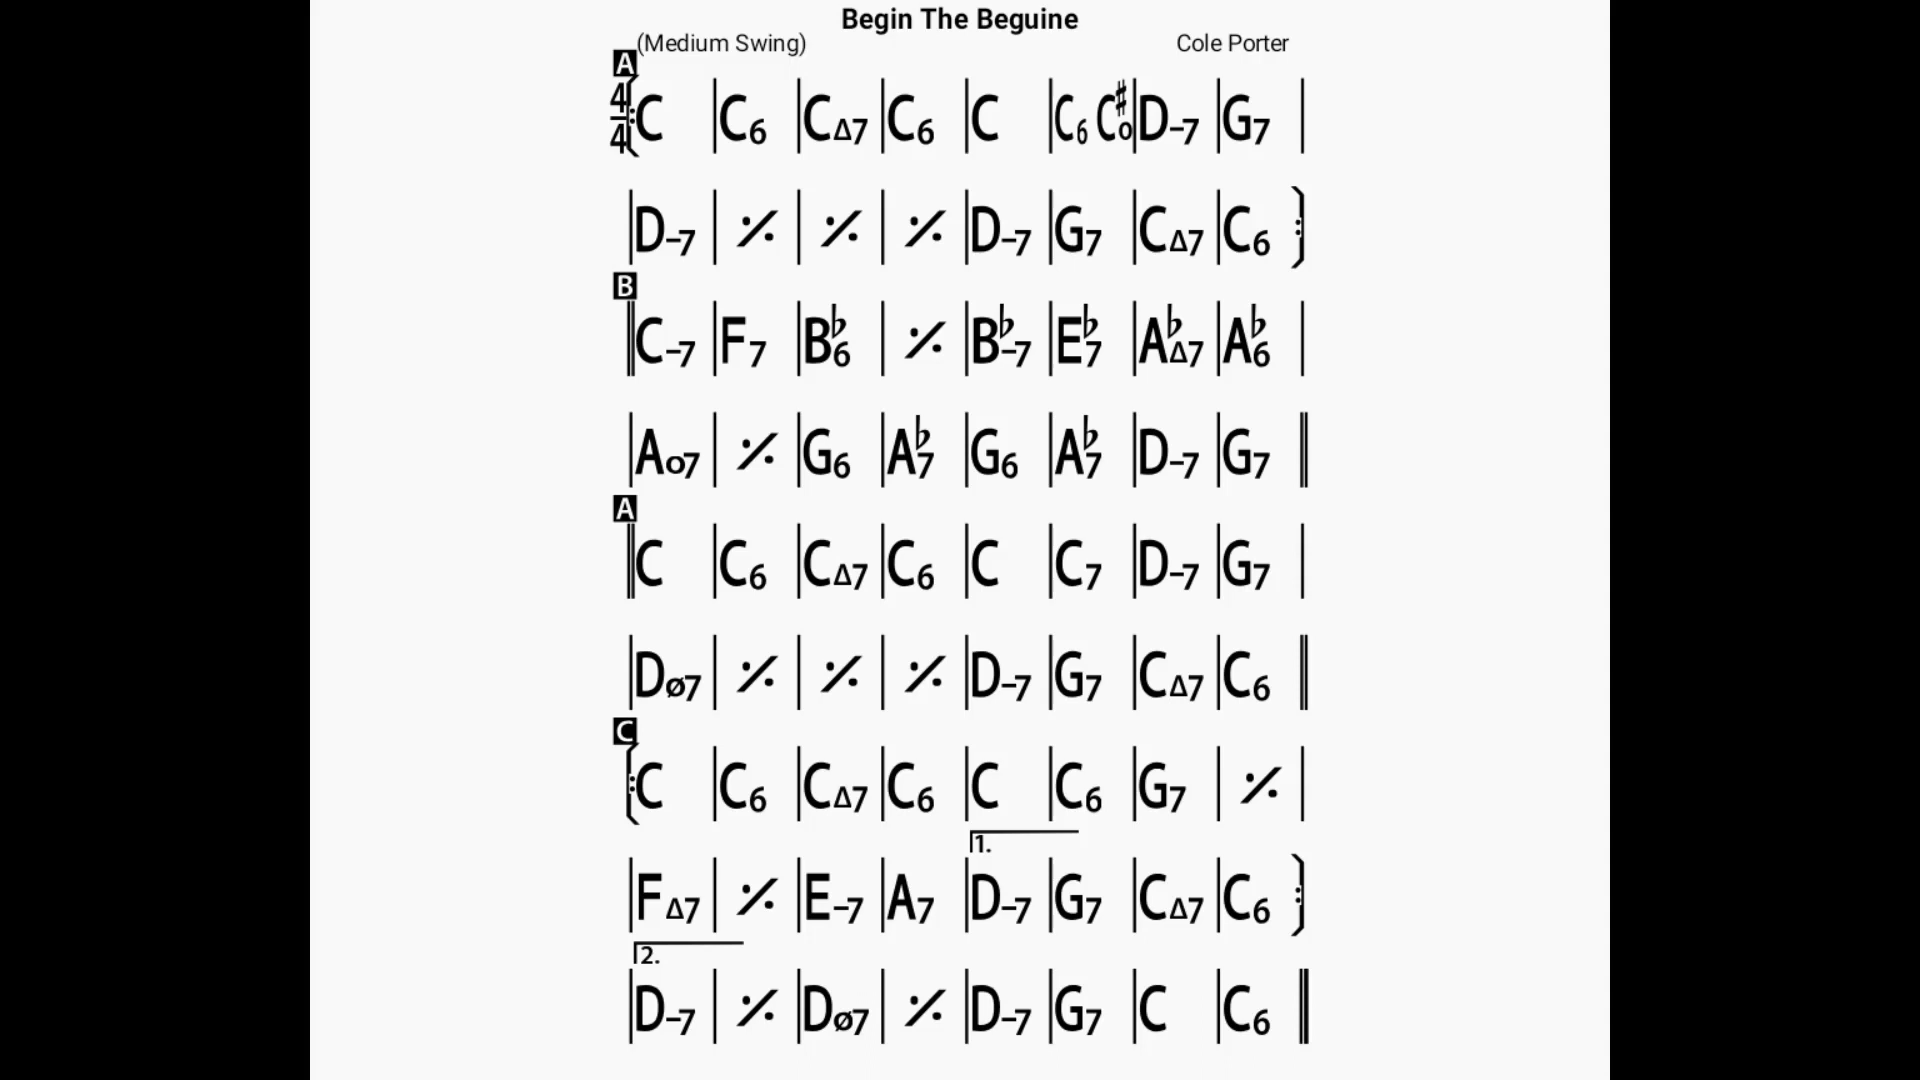 Begin The Beguine
(Medium Swing) Cole Porter
A
4/4 C | C6 | CΔ7 | C6 | C | C6 C♯o | D-7 | G7 |
| D-7 | 𝄎 | 𝄎 | 𝄎 | D-7 | G7 | CΔ7 | C6 :
B
C-7 | F7 | B♭6 | 𝄎 | B♭-7 | E♭7 | A♭Δ7 | A♭6 |
| Ao7 | 𝄎 | G6 | A♭7 | G6 | A♭7 | D-7 | G7 ||
A
C | C6 | CΔ7 | C6 | C | C7 | D-7 | G7 |
| Dø7 | 𝄎 | 𝄎 | 𝄎 | D-7 | G7 | CΔ7 | C6 ||
C
: C | C6 | CΔ7 | C6 | C | C6 | G7 | 𝄎 |
1.
| FΔ7 | 𝄎 | E-7 | A7 | D-7 | G7 | CΔ7 | C6 :
2.
| D-7 | 𝄎 | Dø7 | 𝄎 | D-7 | G7 | C | C6 ||